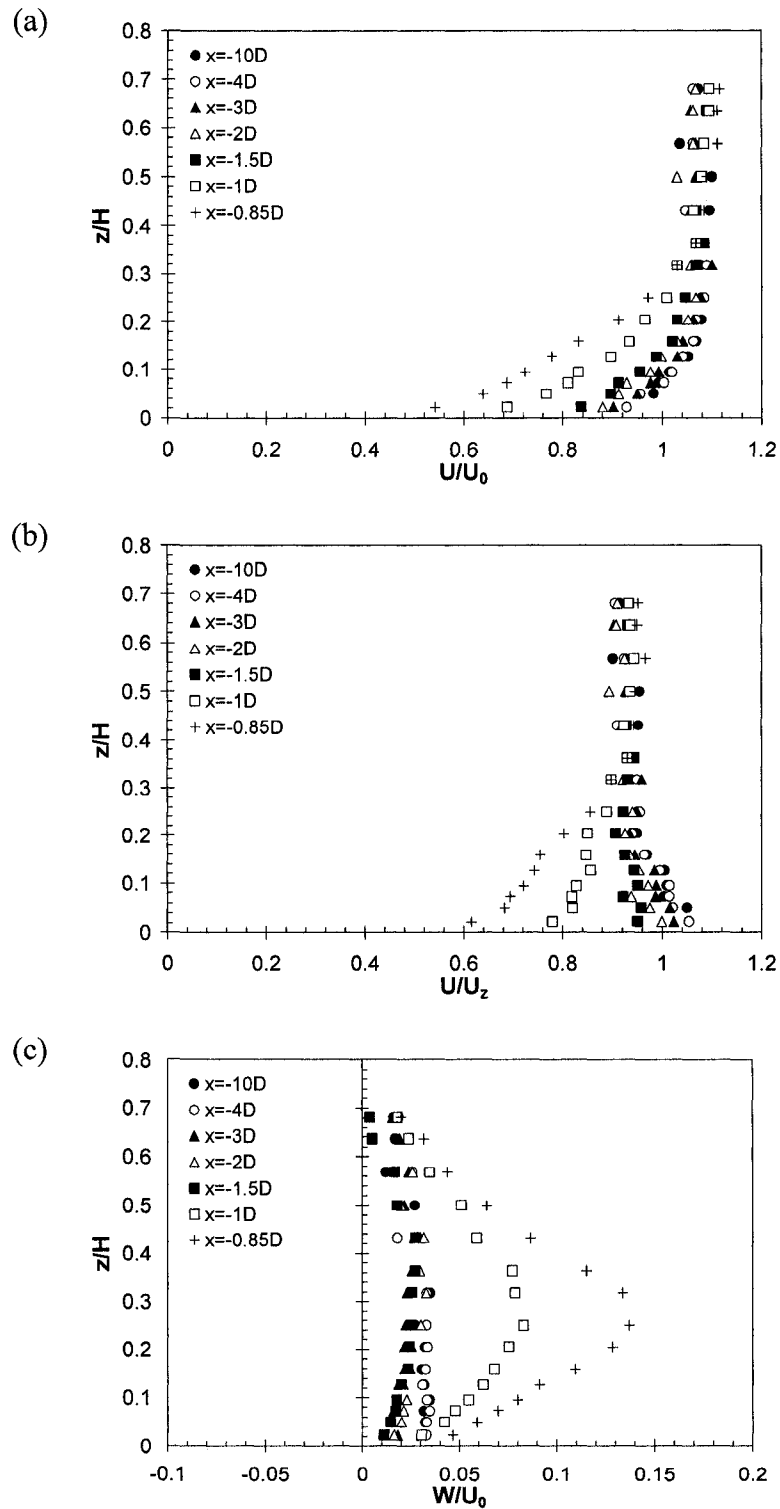 (a)
0.8
0.7
0.6
0.5
0.4
0.3
0.2
0.1
0
z/H
● x=-10D
○ x=-4D
▲ x=-3D
△ x=-2D
■ x=-1.5D
□ x=-1D
+ x=-0.85D
0 0.2 0.4 0.6 0.8 1 1.2
U/U₀
(b)
0.8
0.7
0.6
0.5
0.4
0.3
0.2
0.1
0
z/H
● x=-10D
○ x=-4D
▲ x=-3D
△ x=-2D
■ x=-1.5D
□ x=-1D
+ x=-0.85D
0 0.2 0.4 0.6 0.8 1 1.2
U/U_z
(c)
0.8
0.7
0.6
0.5
0.4
0.3
0.2
0.1
0
z/H
● x=-10D
○ x=-4D
▲ x=-3D
△ x=-2D
■ x=-1.5D
□ x=-1D
+ x=-0.85D
-0.1 -0.05 0 0.05 0.1 0.15 0.2
W/U₀